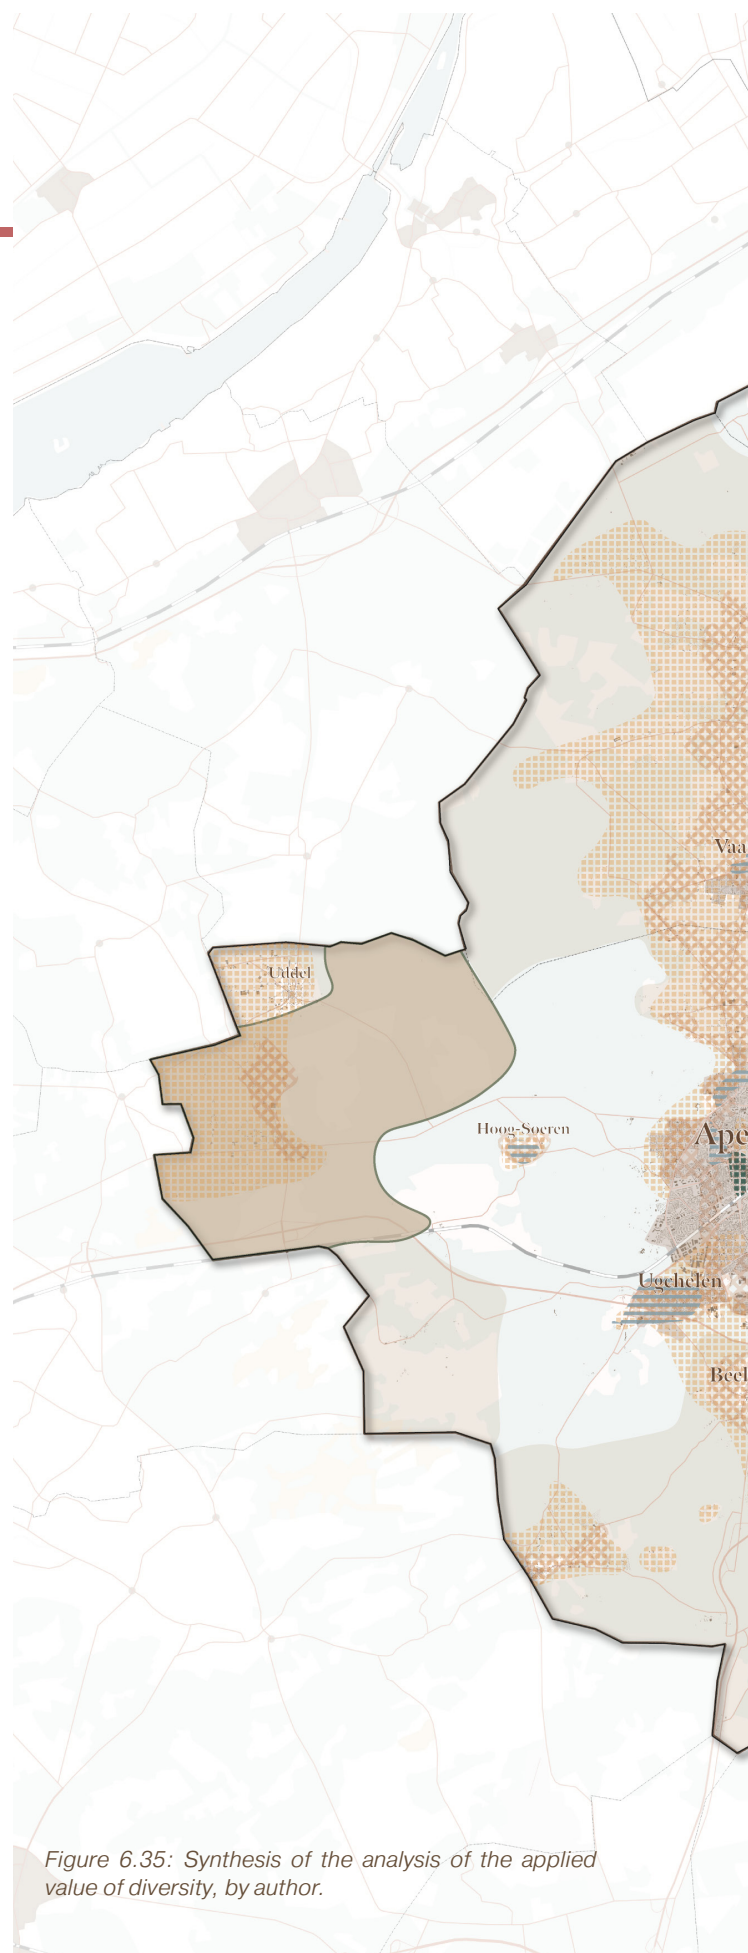 Vaa
Uddel
Hoog-Soeren
Ape
Ugchelen
Beel
Figure 6.35: Synthesis of the analysis of the applied
value of diversity, by author.